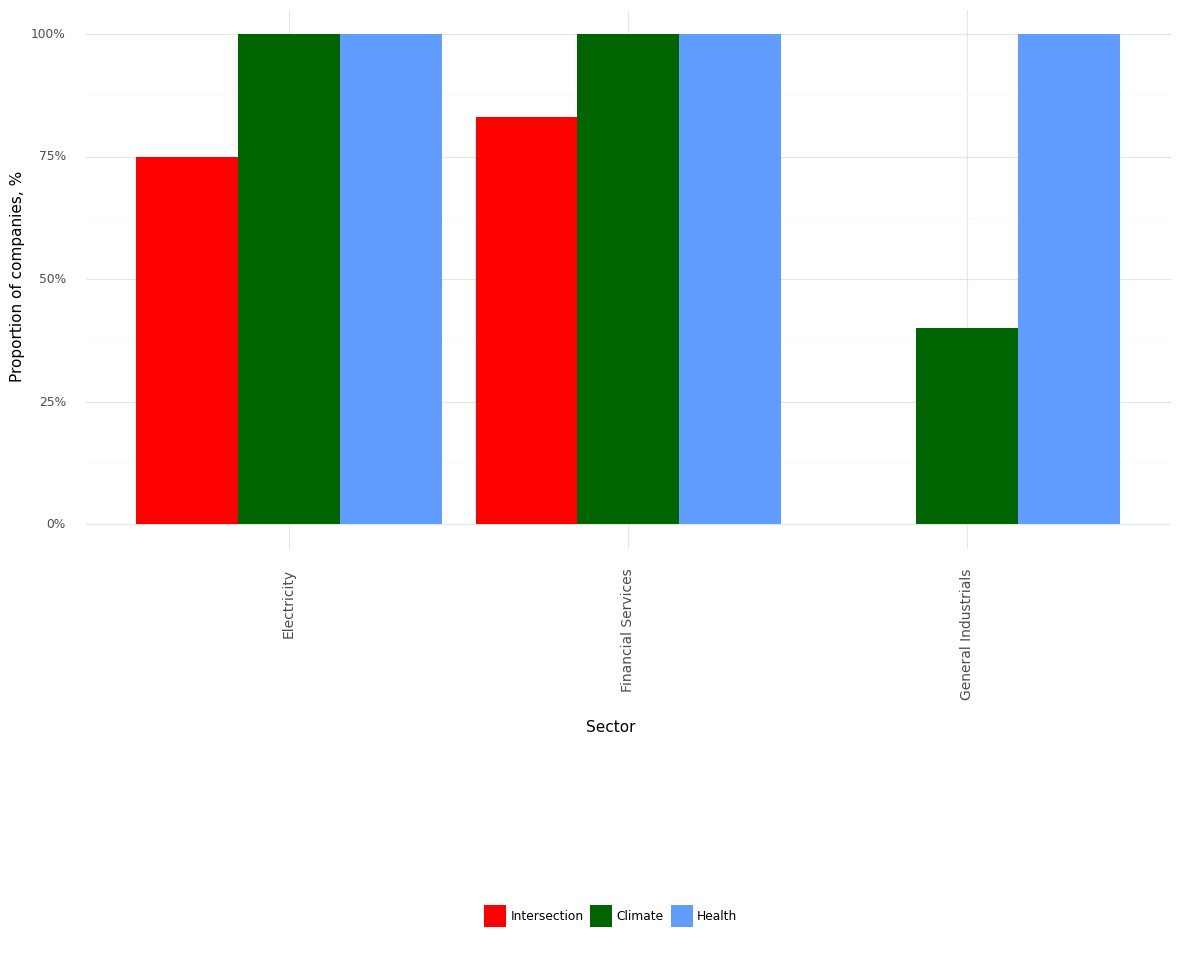 100%
75%
50%
25%
0%
Proportion of companies, %
Electricity
Financial Services
General Industrials
Sector
Intersection Climate Health